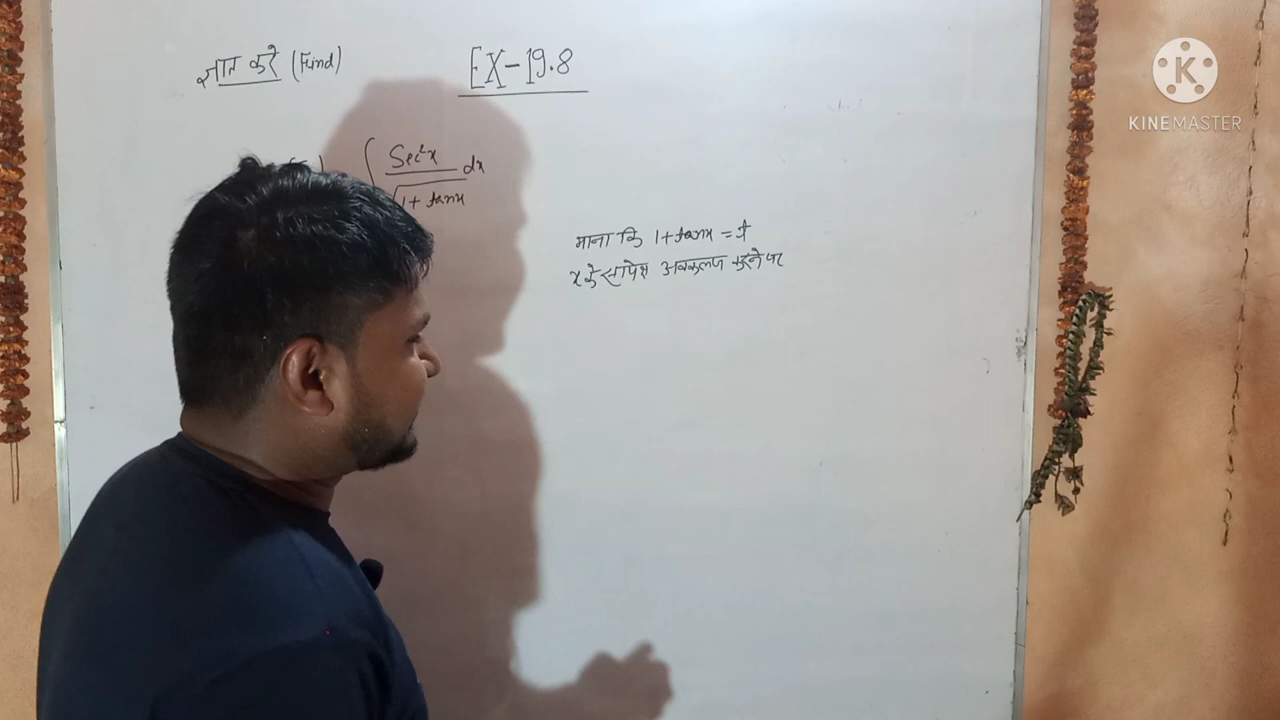 ज्ञात करे (Find)
EX-19.8
∫ Sec²x / √(1+tanx) dx
माना कि 1+tanx = t
x के सापेक्ष अवकलन करने पर
KINEMASTER